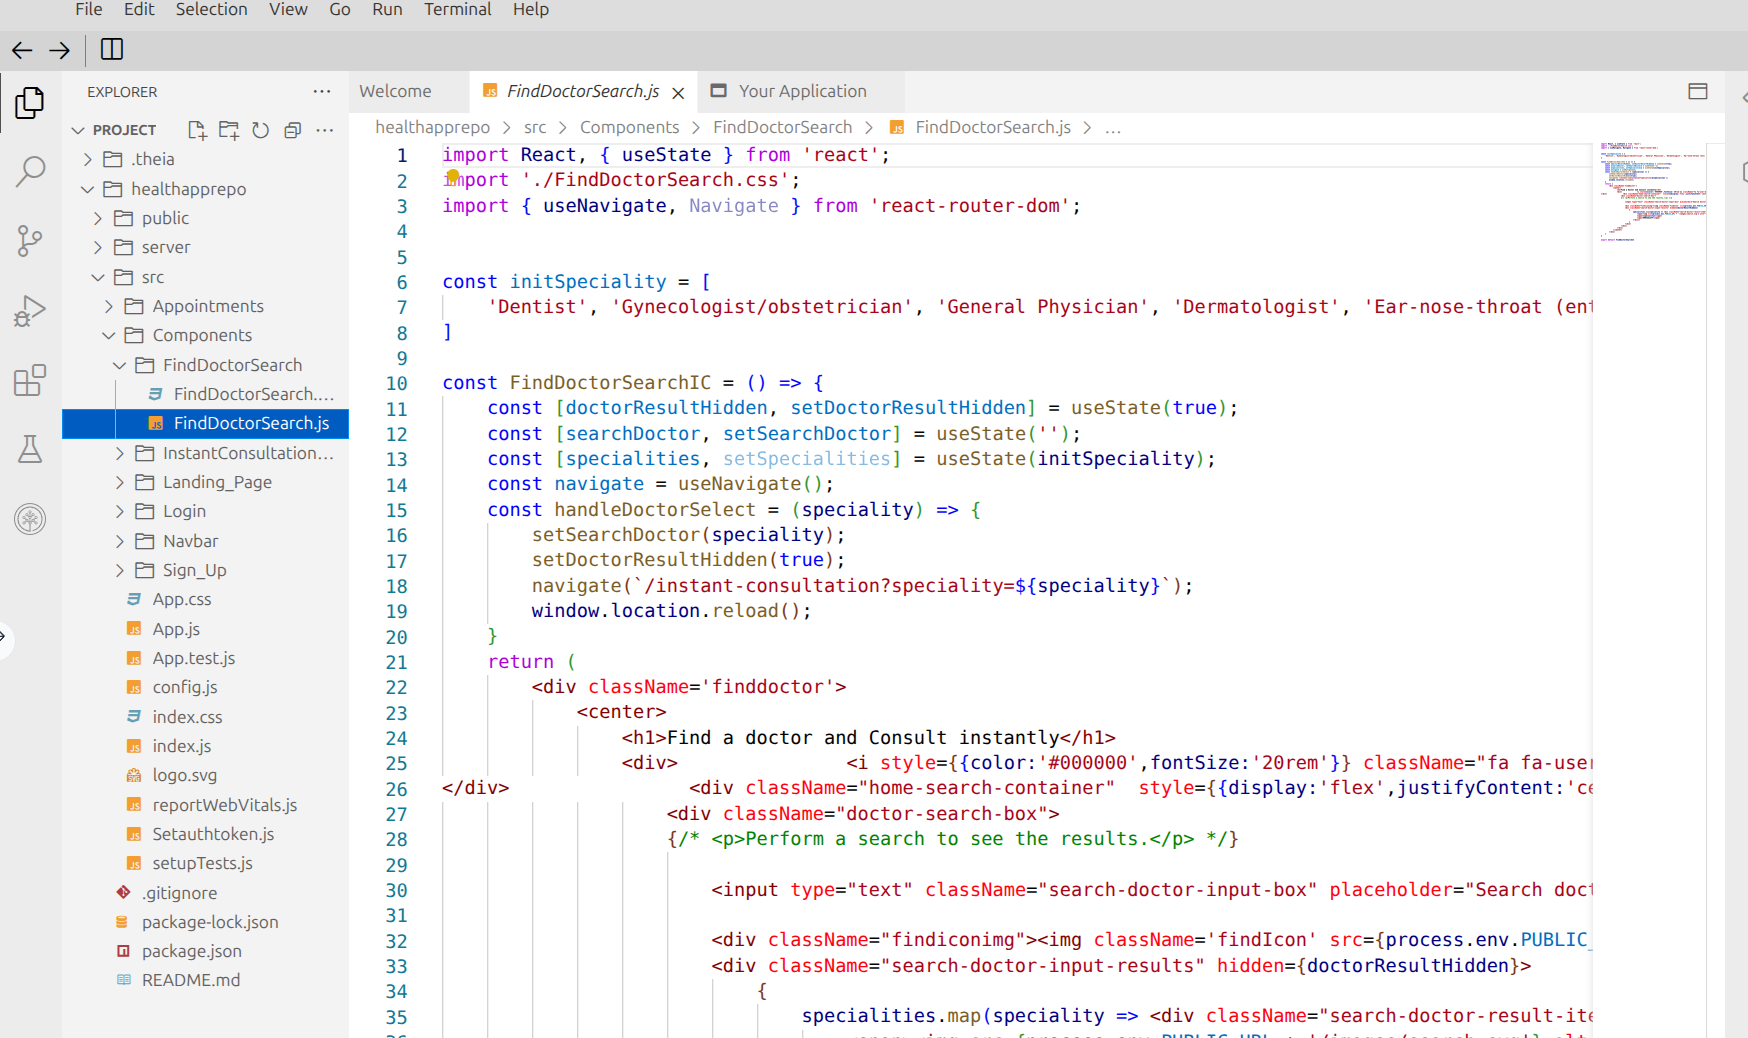 File Edit Selection View Go Run Terminal Help
EXPLORER
PROJECT
.theia
healthapprepo
public
server
src
Appointments
Components
FindDoctorSearch
FindDoctorSearch....
FindDoctorSearch.js
InstantConsultation...
Landing_Page
Login
Navbar
Sign_Up
App.css
App.js
App.test.js
config.js
index.css
index.js
logo.svg
reportWebVitals.js
Setauthtoken.js
setupTests.js
.gitignore
package-lock.json
package.json
README.md
Welcome FindDoctorSearch.js Your Application
healthapprepo > src > Components > FindDoctorSearch > FindDoctorSearch.js > ...
1 import React, { useState } from 'react';
2 import './FindDoctorSearch.css';
3 import { useNavigate, Navigate } from 'react-router-dom';
4
5
6 const initSpeciality = [
7 'Dentist', 'Gynecologist/obstetrician', 'General Physician', 'Dermatologist', 'Ear-nose-throat (ent
8 ]
9
10 const FindDoctorSearchIC = () => {
11 const [doctorResultHidden, setDoctorResultHidden] = useState(true);
12 const [searchDoctor, setSearchDoctor] = useState('');
13 const [specialities, setSpecialities] = useState(initSpeciality);
14 const navigate = useNavigate();
15 const handleDoctorSelect = (speciality) => {
16 setSearchDoctor(speciality);
17 setDoctorResultHidden(true);
18 navigate(`/instant-consultation?speciality=${speciality}`);
19 window.location.reload();
20 }
21 return (
22 <div className='finddoctor'>
23 <center>
24 <h1>Find a doctor and Consult instantly</h1>
25 <div> <i style={{color:'#000000',fontSize:'20rem'}} className="fa fa-user
26 </div> <div className="home-search-container" style={{display:'flex',justifyContent:'ce
27 <div className="doctor-search-box">
28 {/* <p>Perform a search to see the results.</p> */}
29
30 <input type="text" className="search-doctor-input-box" placeholder="Search doct
31
32 <div className="findiconimg"><img className='findIcon' src={process.env.PUBLIC_
33 <div className="search-doctor-input-results" hidden={doctorResultHidden}>
34 {
35 specialities.map(speciality => <div className="search-doctor-result-ite